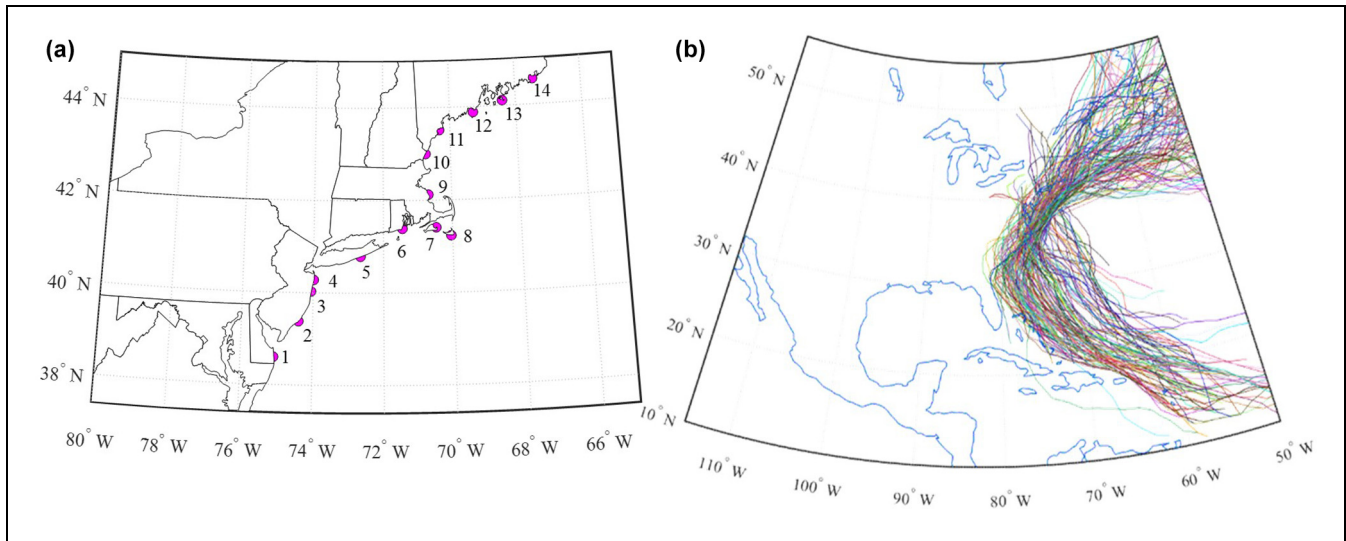 (a)
44° N
42° N
40° N
38° N
80° W
78° W
76° W
74° W
72° W
70° W
68° W
66° W
1
2
3
4
5
6
7
8
9
10
11
12
13
14
(b)
50° N
40° N
30° N
20° N
10° N
110° W
100° W
90° W
80° W
70° W
60° W
50° W